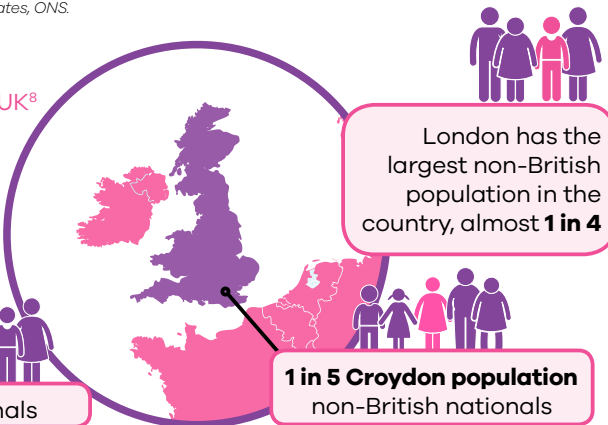 ates, ONS.
UK⁸
London has the
largest non-British
population in the
country, almost 1 in 4
1 in 5 Croydon population
non-British nationals
nals